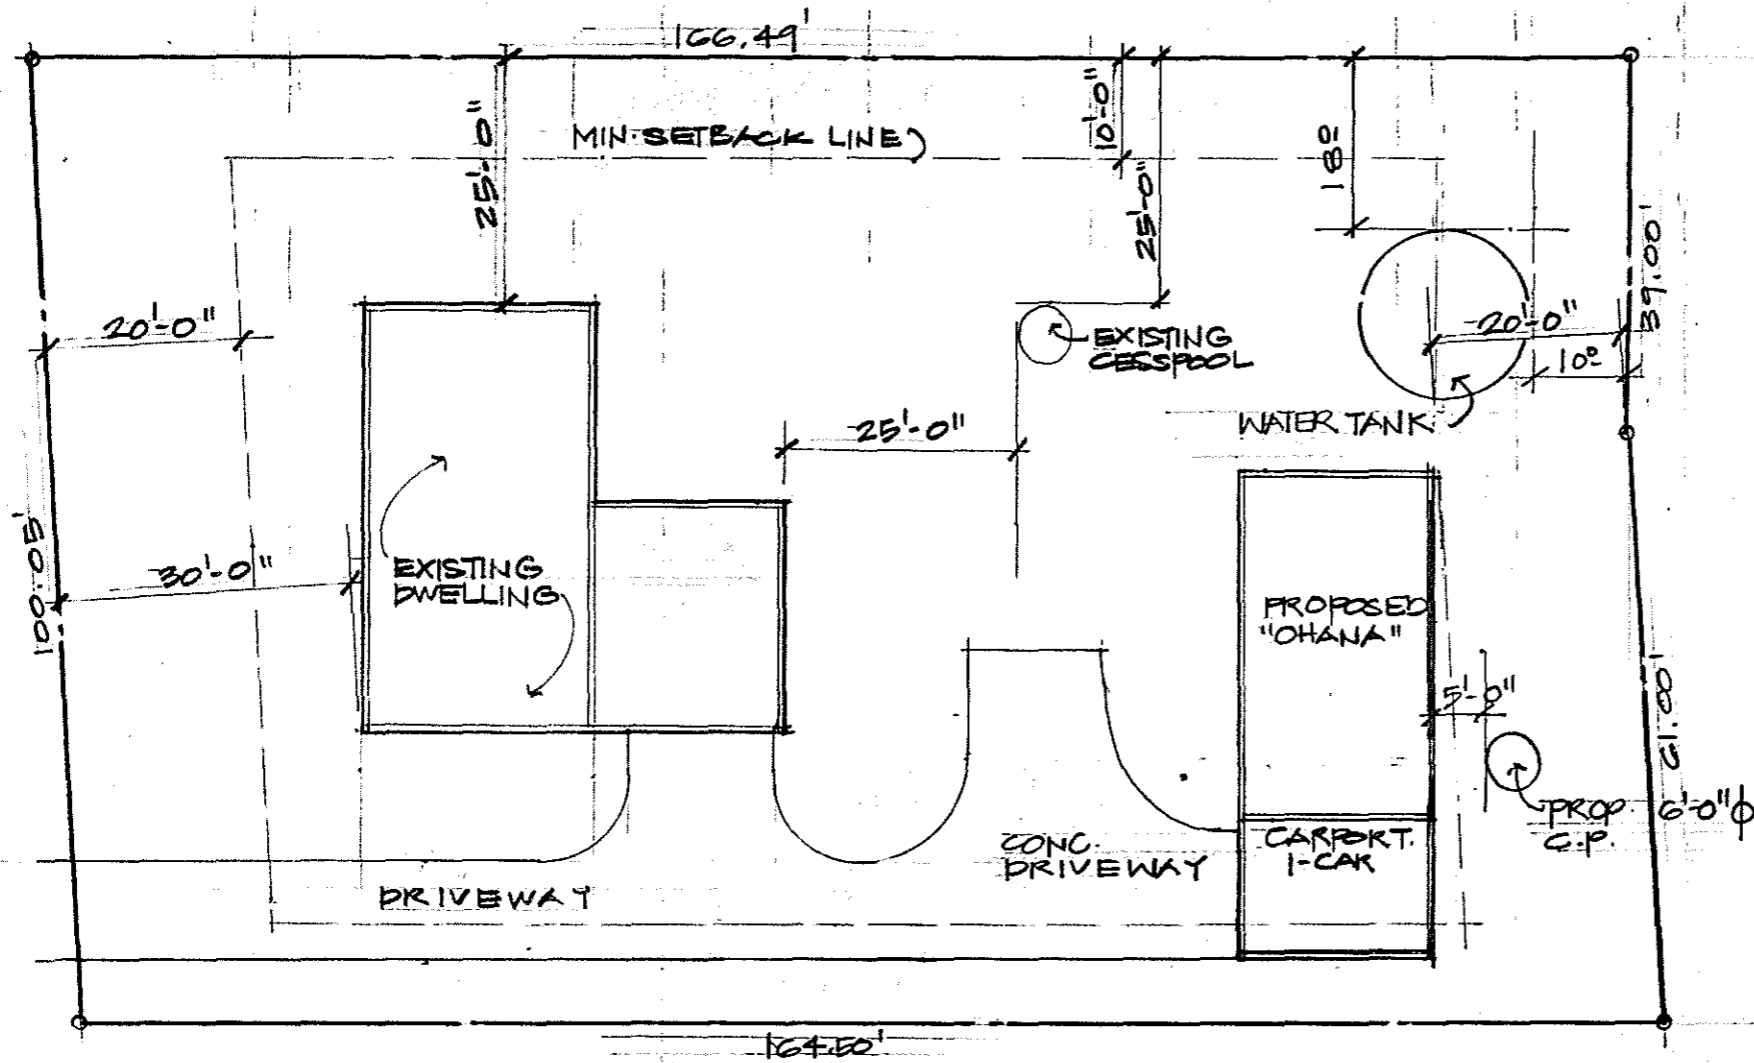 166.49'
MIN. SETBACK LINE)
25'-0"
10'-0"
25'-0"
18º
39.00'
20'-0"
EXISTING
CESSPOOL
20'-0"
10º
WATER TANK
25'-0"
100.05'
30'-0"
EXISTING
DWELLING
PROPOSED
"OHANA"
5'-0"
61.00'
PROP. 6'-0"ϕ
C.P.
CONC.
DRIVEWAY
CARPORT.
1-CAR
DRIVEWAY
164.50'